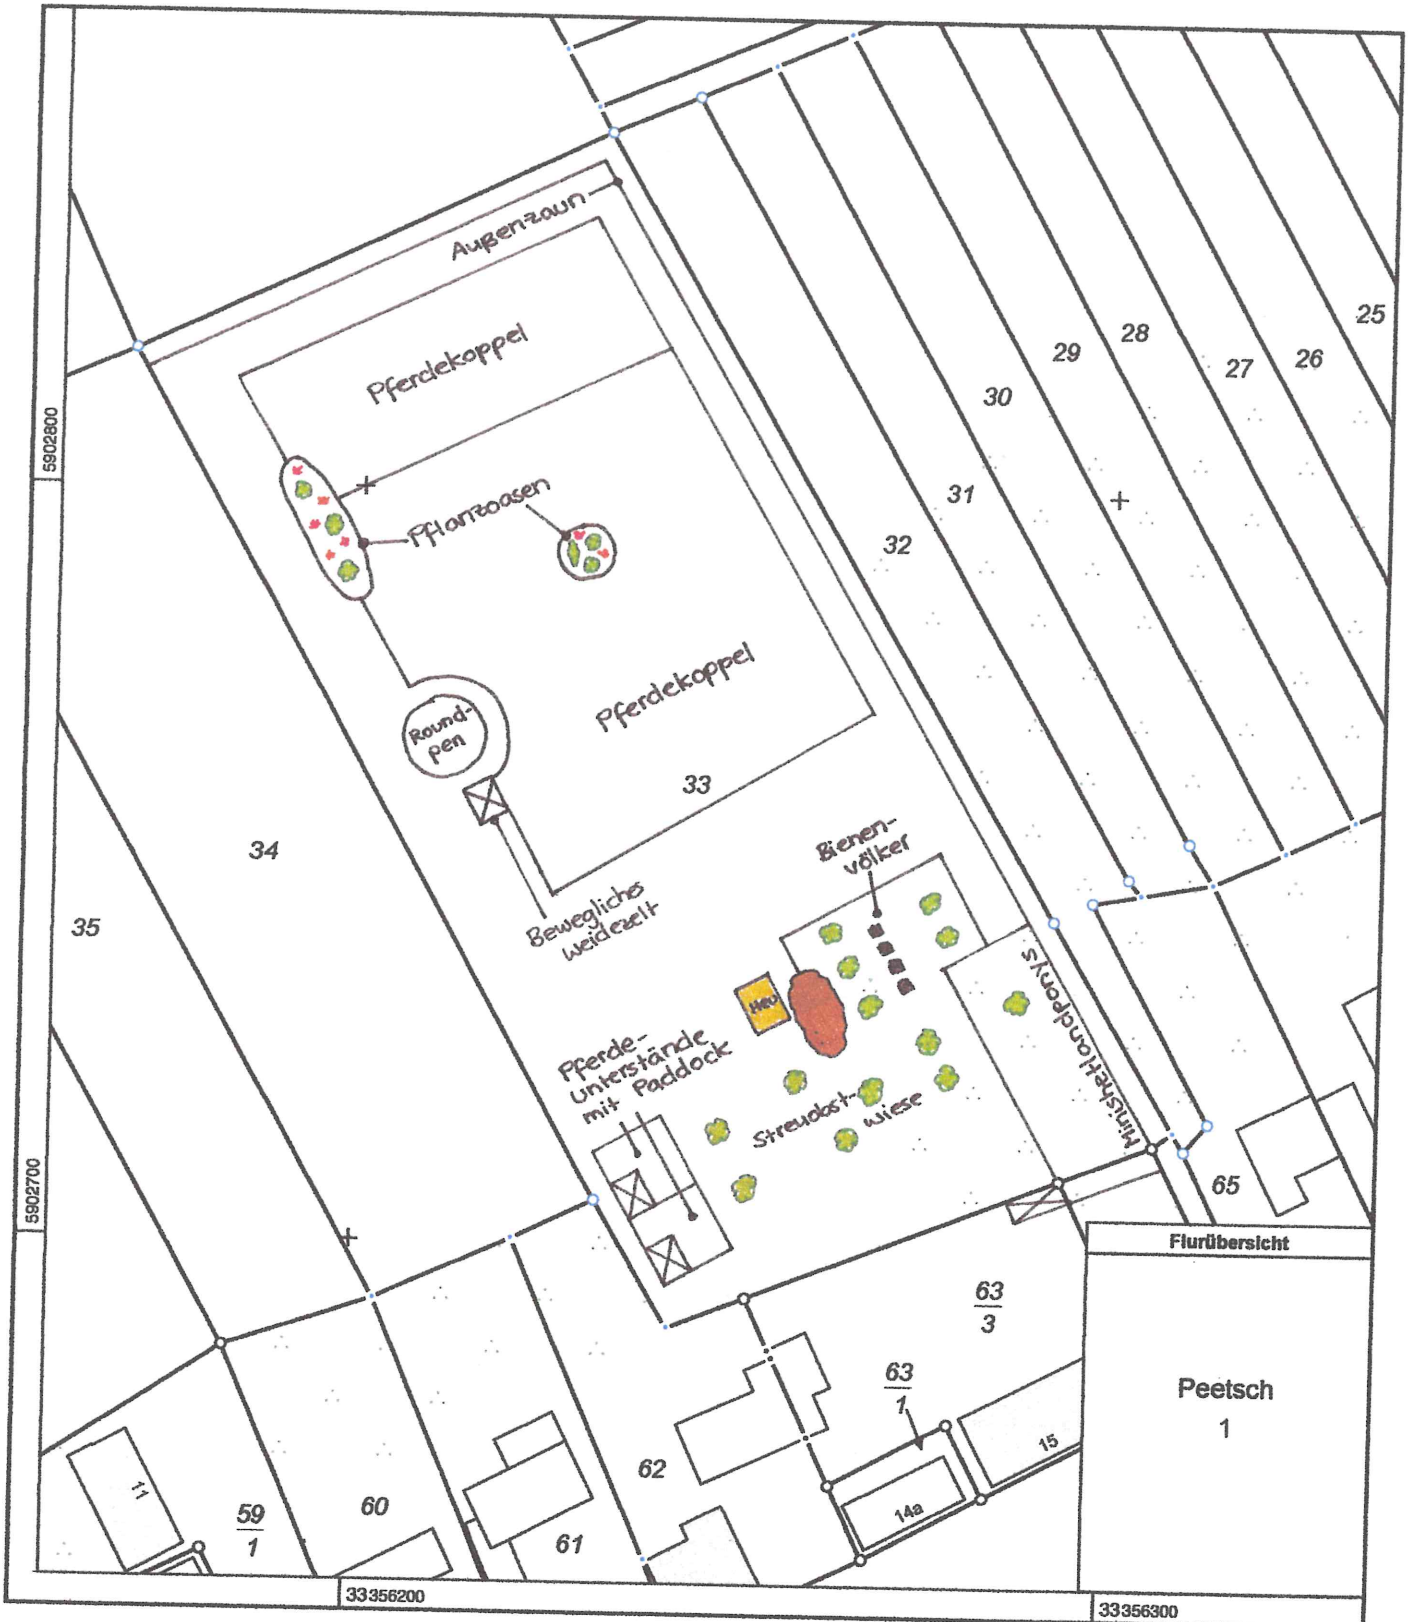 Außenzaun
Pferdekoppel
Pflanzoasen
25
28
29
26
27
30
31
32
5902800
Pferdekoppel
Round-
pen
33
34
35
Bienen-
völker
Bewegliches
Weidezelt
Heu
Minishettlandponys
Pferde-
unterstände
mit Paddock
Streuobst-
wiese
5902700
65
Flurübersicht
Peetsch
1
63
3
63
1
15
14a
62
61
60
59
1
11
33356200
33356300